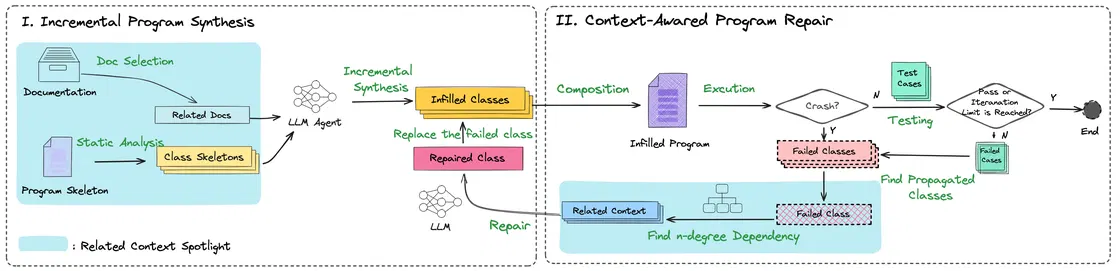 I. Incremental Program Synthesis
Doc Selection
Documentation
Related Docs
Static Analysis
Class Skeletons
Program Skeleton
LLM Agent
Incremental
Synthesis
Infilled Classes
Replace the failed class
Repaired Class
LLM
Repair
: Related Context Spotlight
II. Context-Awared Program Repair
Composition
Infilled Program
Excution
Crash?
N
Y
Test
Cases
Testing
Pass or
Iteranation
Limit is Reached?
Y
N
End
Failed Classes
Failed
Cases
Find Propagated
Classes
Related Context
Failed Class
Find n-degree Dependency